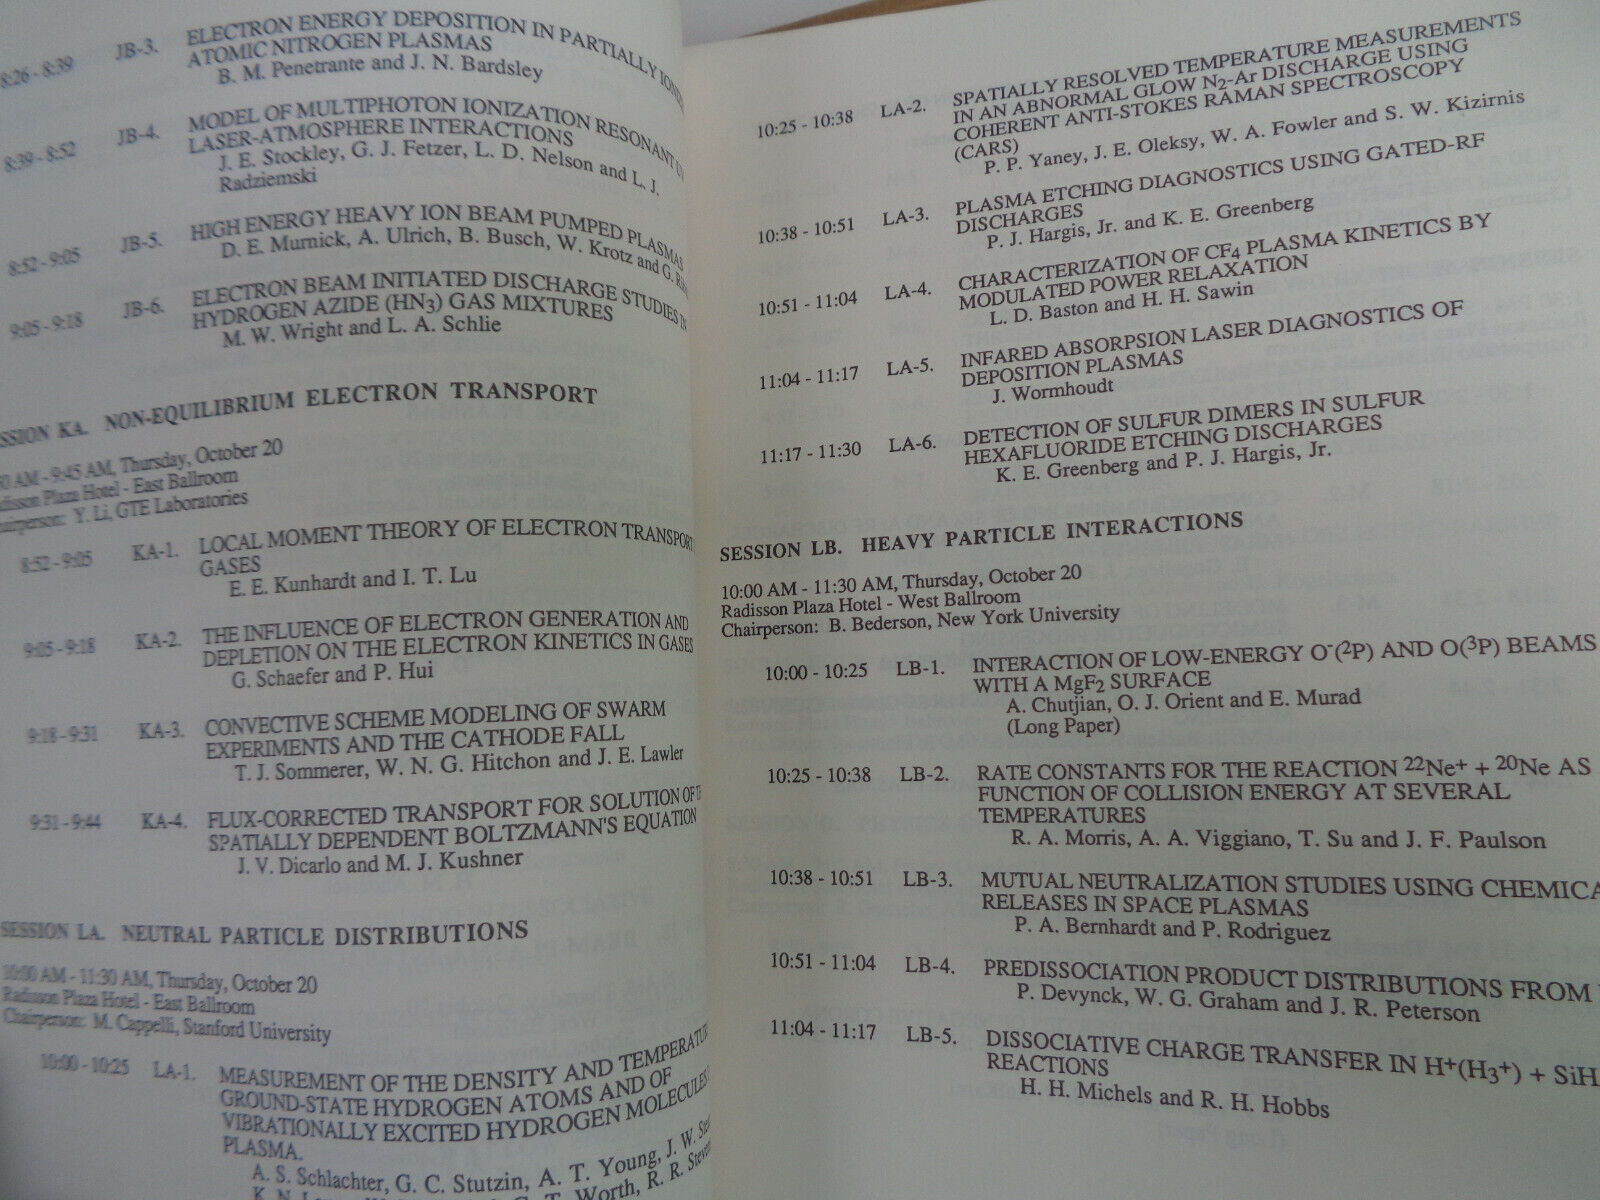 8:26 - 8:39 JB-3. ELECTRON ENERGY DEPOSITION IN PARTIALLY
ATOMIC NITROGEN PLASMAS
B. M. Penetrante and J. N. Bardsley
8:39 - 8:52 JB-4. MODEL OF MULTIPHOTON IONIZATION RESONANT
LASER-ATMOSPHERE INTERACTIONS
J. E. Stockley, G. J. Fetzer, L. D. Nelson and L. J.
Radziemski
8:52 - 9:05 JB-5. HIGH ENERGY HEAVY ION BEAM PUMPED PLASMAS
D. E. Murnick, A. Ulrich, B. Busch, W. Krotz and G.
9:05 - 9:18 JB-6. ELECTRON BEAM INITIATED DISCHARGE STUDIES
HYDROGEN AZIDE (HN3) GAS MIXTURES
M. W. Wright and L. A. Schlie
SSION KA. NON-EQUILIBRIUM ELECTRON TRANSPORT
0 AM - 9:45 AM, Thursday, October 20
disson Plaza Hotel - East Ballroom
airperson: Y. Li, GTE Laboratories
8:52 - 9:05 KA-1. LOCAL MOMENT THEORY OF ELECTRON TRANSPORT
GASES
E. E. Kunhardt and I. T. Lu
9:05 - 9:18 KA-2. THE INFLUENCE OF ELECTRON GENERATION AND
DEPLETION ON THE ELECTRON KINETICS IN GASES
G. Schaefer and P. Hui
9:18 - 9:31 KA-3. CONVECTIVE SCHEME MODELING OF SWARM
EXPERIMENTS AND THE CATHODE FALL
T. J. Sommerer, W. N. G. Hitchon and J. E. Lawler
9:31 - 9:44 KA-4. FLUX-CORRECTED TRANSPORT FOR SOLUTION OF
SPATIALLY DEPENDENT BOLTZMANN'S EQUATION
J. V. Dicarlo and M. J. Kushner
SESSION LA. NEUTRAL PARTICLE DISTRIBUTIONS
10:00 AM - 11:30 AM, Thursday, October 20
Radisson Plaza Hotel - East Ballroom
Chairperson: M. Cappelli, Stanford University
10:00 - 10:25 LA-1. MEASUREMENT OF THE DENSITY AND TEMPERATURE
GROUND-STATE HYDROGEN ATOMS AND OF
VIBRATIONALLY EXCITED HYDROGEN MOLECULES
PLASMA.
A. S. Schlachter, G. C. Stutzin, A. T. Young, J. W.
T. Worth, R. R.
10:25 - 10:38 LA-2. SPATIALLY RESOLVED TEMPERATURE MEASUREMENTS
IN AN ABNORMAL GLOW N2-Ar DISCHARGE USING
COHERENT ANTI-STOKES RAMAN SPECTROSCOPY
(CARS)
P. P. Yaney, J. E. Oleksy, W. A. Fowler and S. W. Kizirnis
10:38 - 10:51 LA-3. PLASMA ETCHING DIAGNOSTICS USING GATED-RF
DISCHARGES
P. J. Hargis, Jr. and K. E. Greenberg
10:51 - 11:04 LA-4. CHARACTERIZATION OF CF4 PLASMA KINETICS BY
MODULATED POWER RELAXATION
L. D. Baston and H. H. Sawin
11:04 - 11:17 LA-5. INFARED ABSORPSION LASER DIAGNOSTICS OF
DEPOSITION PLASMAS
J. Wormhoudt
11:17 - 11:30 LA-6. DETECTION OF SULFUR DIMERS IN SULFUR
HEXAFLUORIDE ETCHING DISCHARGES
K. E. Greenberg and P. J. Hargis, Jr.
SESSION LB. HEAVY PARTICLE INTERACTIONS
10:00 AM - 11:30 AM, Thursday, October 20
Radisson Plaza Hotel - West Ballroom
Chairperson: B. Bederson, New York University
10:00 - 10:25 LB-1. INTERACTION OF LOW-ENERGY O-(2P) AND O(3P) BEAMS
WITH A MgF2 SURFACE
A. Chutjian, O. J. Orient and E. Murad
(Long Paper)
10:25 - 10:38 LB-2. RATE CONSTANTS FOR THE REACTION 22Ne+ + 20Ne AS
FUNCTION OF COLLISION ENERGY AT SEVERAL
TEMPERATURES
R. A. Morris, A. A. Viggiano, T. Su and J. F. Paulson
10:38 - 10:51 LB-3. MUTUAL NEUTRALIZATION STUDIES USING CHEMICA
RELEASES IN SPACE PLASMAS
P. A. Bernhardt and P. Rodriguez
10:51 - 11:04 LB-4. PREDISSOCIATION PRODUCT DISTRIBUTIONS FROM
P. Devynck, W. G. Graham and J. R. Peterson
11:04 - 11:17 LB-5. DISSOCIATIVE CHARGE TRANSFER IN H+(H3+) + SiH
REACTIONS
H. H. Michels and R. H. Hobbs